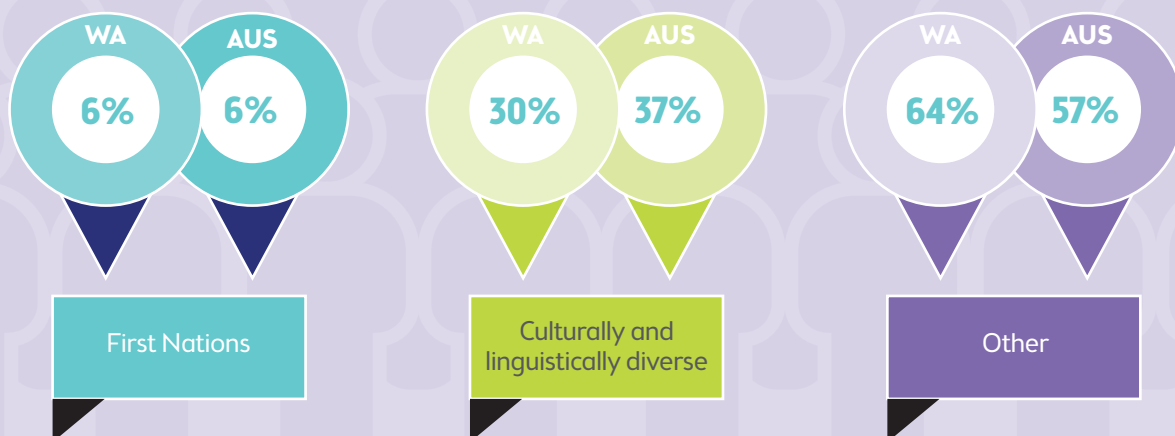 WA
AUS
6%
6%
First Nations
WA
AUS
30%
37%
Culturally and
linguistically diverse
WA
AUS
64%
57%
Other